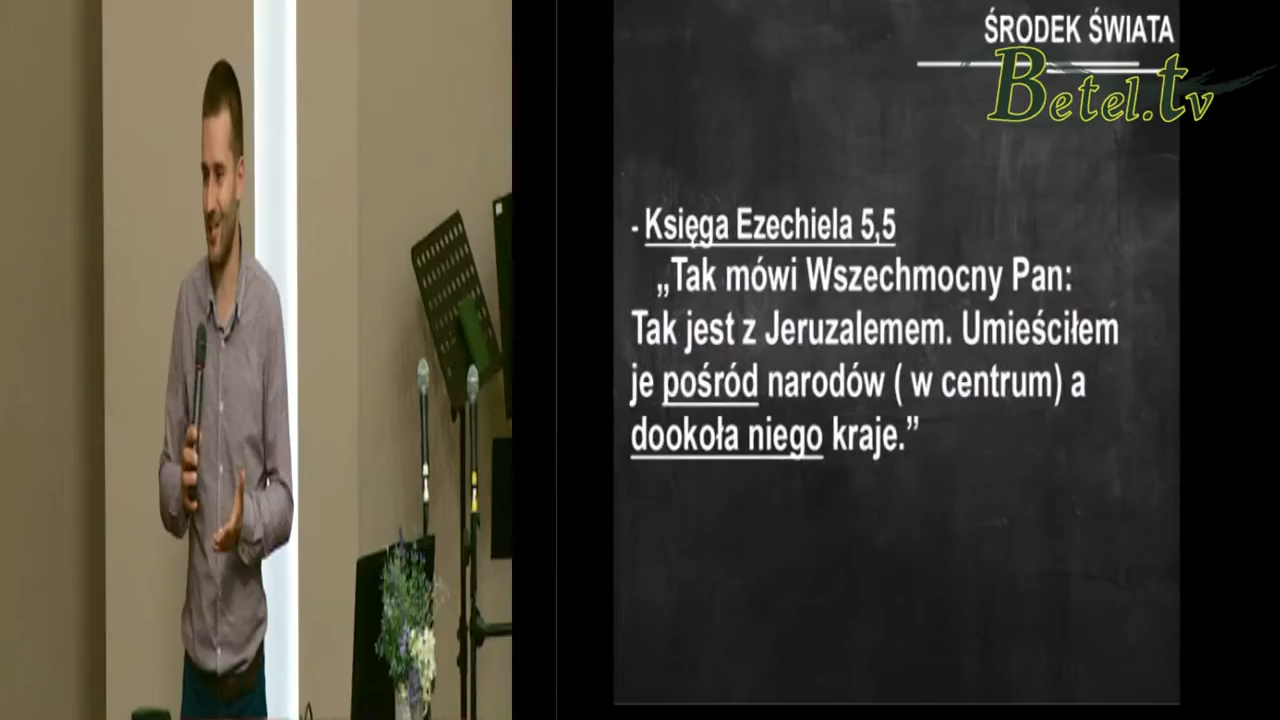 ŚRODEK ŚWIATA
Betel.tv
- Księga Ezechiela 5,5
„Tak mówi Wszechmocny Pan:
Tak jest z Jeruzalemem. Umieściłem
je pośród narodów ( w centrum) a
dookoła niego kraje.”